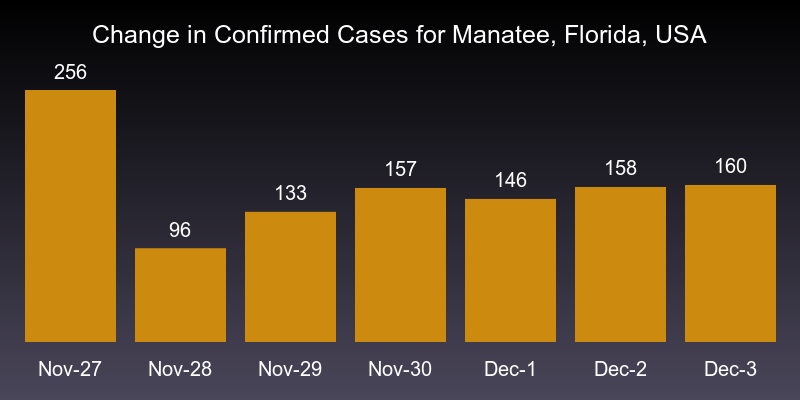 Change in Confirmed Cases for Manatee, Florida, USA
256
96
133
157
146
158
160
Nov-27
Nov-28
Nov-29
Nov-30
Dec-1
Dec-2
Dec-3